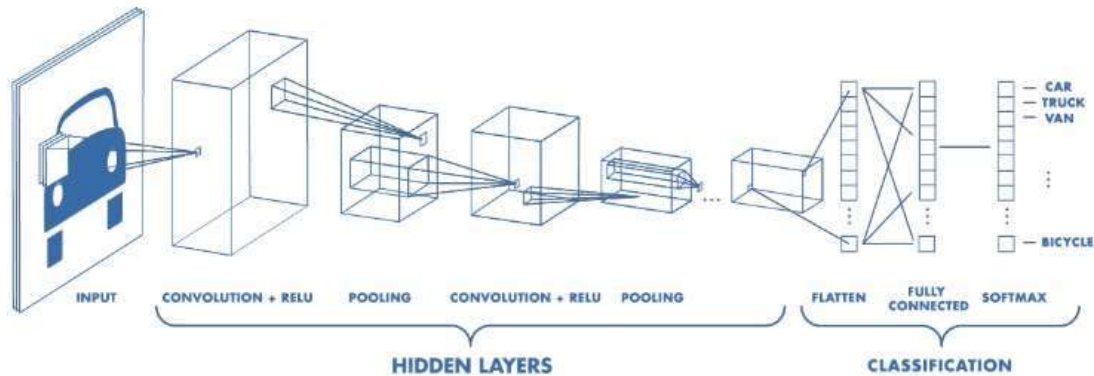 CAR
TRUCK
VAN
BICYCLE
INPUT
CONVOLUTION + RELU
POOLING
CONVOLUTION + RELU
POOLING
FLATTEN
FULLY
CONNECTED
SOFTMAX
HIDDEN LAYERS
CLASSIFICATION